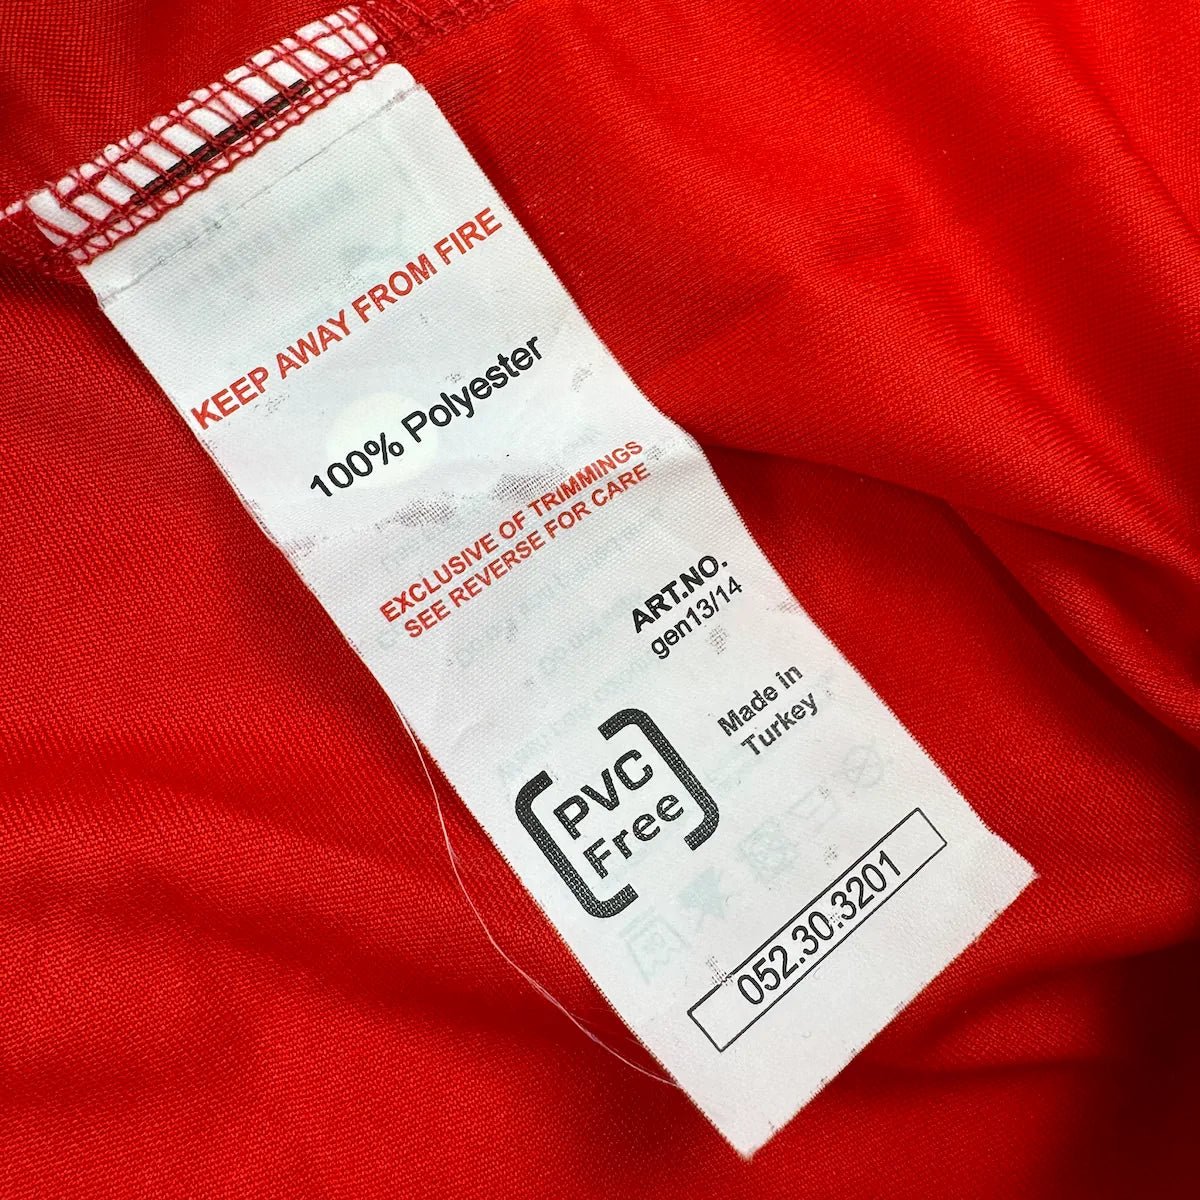 KEEP AWAY FROM FIRE
100% Polyester
EXCLUSIVE OF TRIMMINGS
SEE REVERSE FOR CARE
ART.NO.
gen13/14
Made in
Turkey
PVC
Free
052.30.3201